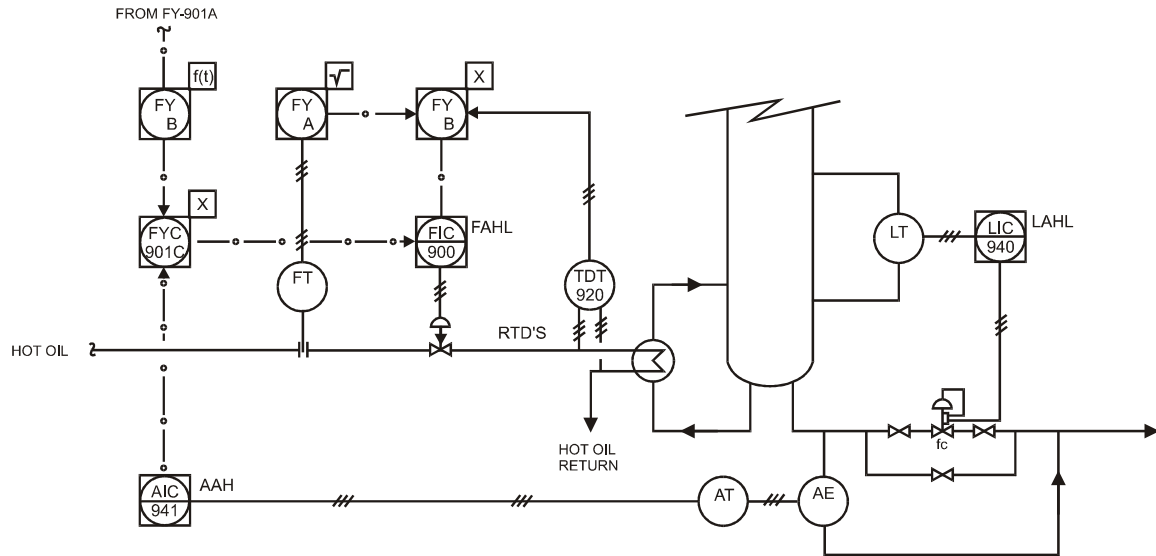 FROM FY-901A
f(t)
FY
B
√
FY
A
X
FY
B
X
FYC
901C
FIC
900
FAHL
FT
TDT
920
LT
LIC
940
LAHL
HOT OIL
RTD'S
HOT OIL
RETURN
fc
AIC
941
AAH
AT
AE